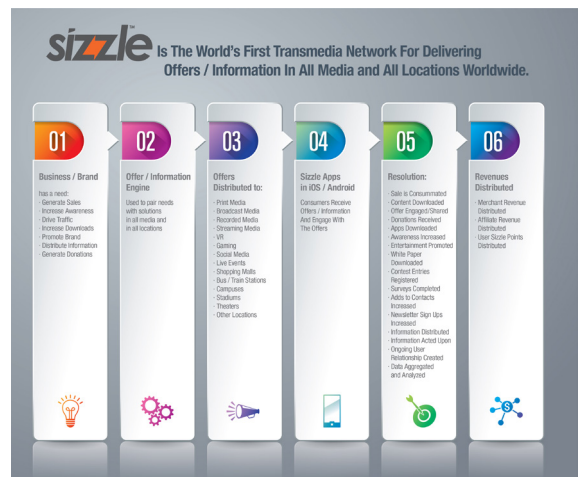 sizzle™ Is The World's First Transmedia Network For Delivering
Offers / Information In All Media and All Locations Worldwide.
01
Business / Brand
has a need:
· Generate Sales
· Increase Awareness
· Drive Traffic
· Increase Downloads
· Promote Brand
· Distribute Information
· Generate Donations
02
Offer / Information
Engine
Used to pair needs
with solutions
in all media and
in all locations
03
Offers
Distributed to:
· Print Media
· Broadcast Media
· Recorded Media
· Streaming Media
· VR
· Gaming
· Social Media
· Live Events
· Shopping Malls
· Bus / Train Stations
· Campuses
· Stadiums
· Theaters
· Other Locations
04
Sizzle Apps
in iOS / Android
Consumers Receive
Offers / Information
And Engage With
The Offers
05
Resolution:
· Sale is Consummated
· Content Downloaded
· Offer Engaged/Shared
· Donations Received
· Apps Downloaded
· Awareness Increased
· Entertainment Promoted
· White Paper
Downloaded
· Contest Entries
Registered
· Surveys Completed
· Adds to Contacts
Increased
· Newsletter Sign Ups
Increased
· Information Distributed
· Information Acted Upon
· Ongoing User
Relationship Created
· Data Aggregated
and Analyzed
06
Revenues
Distributed
· Merchant Revenue
Distributed
· Affiliate Revenue
Distributed
· User Sizzle Points
Distributed
$